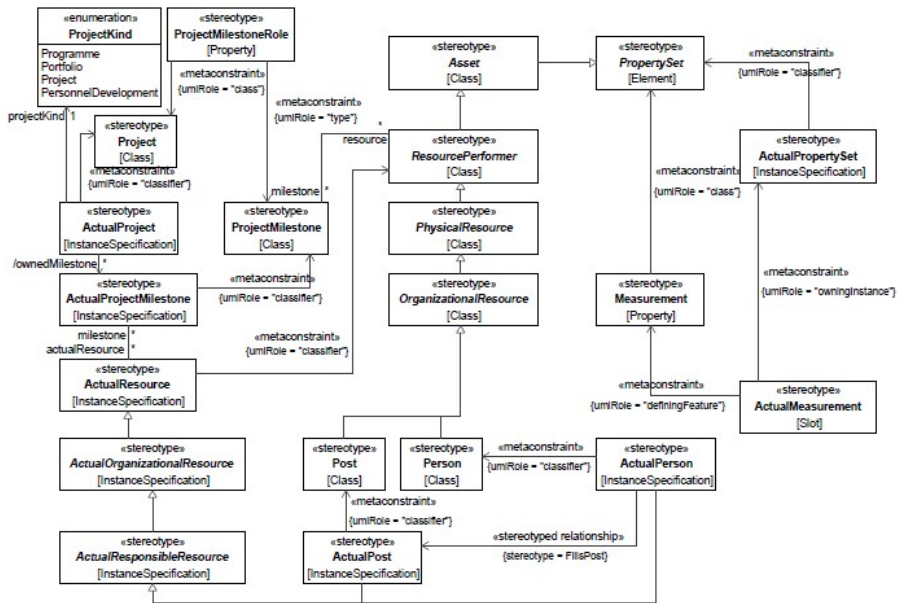 «enumeration»
ProjectKind
Programme
Portfolio
Project
PersonnelDevelopment
«stereotype»
ProjectMilestoneRole
[Property]
«stereotype»
Asset
[Class]
«stereotype»
PropertySet
[Element]
«metaconstraint»
{umlRole = "classifier"}
«metaconstraint»
{umlRole = "class"}
«metaconstraint»
{umlRole = "type"}
projectKind 1
«stereotype»
Project
[Class]
*
resource
«stereotype»
ResourcePerformer
[Class]
«stereotype»
ActualPropertySet
[InstanceSpecification]
«metaconstraint»
{umlRole = "classifier"}
«metaconstraint»
{umlRole = "class"}
milestone *
«stereotype»
ActualProject
[InstanceSpecification]
«stereotype»
ProjectMilestone
[Class]
«stereotype»
PhysicalResource
[Class]
/ownedMilestone *
«stereotype»
ActualProjectMilestone
[InstanceSpecification]
«metaconstraint»
{umlRole = "classifier"}
«stereotype»
OrganizationalResource
[Class]
«stereotype»
Measurement
[Property]
«metaconstraint»
{umlRole = "owningInstance"}
milestone *
actualResource *
«metaconstraint»
{umlRole = "classifier"}
«stereotype»
ActualResource
[InstanceSpecification]
«metaconstraint»
{umlRole = "definingFeature"}
«stereotype»
ActualMeasurement
[Slot]
«stereotype»
ActualOrganizationalResource
[InstanceSpecification]
«stereotype»
Post
[Class]
«stereotype»
Person
[Class]
«metaconstraint»
{umlRole = "classifier"}
«stereotype»
ActualPerson
[InstanceSpecification]
«metaconstraint»
{umlRole = "classifier"}
«stereotype»
ActualResponsibleResource
[InstanceSpecification]
«stereotype»
ActualPost
[InstanceSpecification]
«stereotyped relationship»
{stereotype = FillsPost}